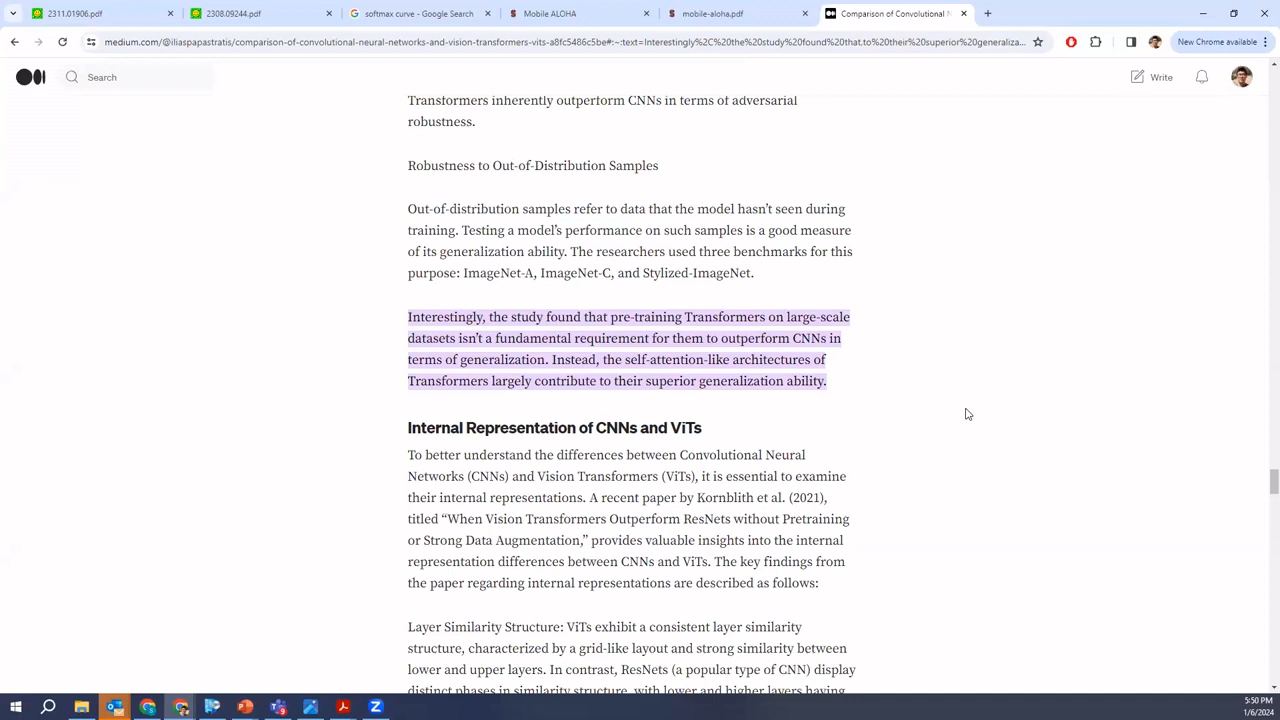 2311.01906.pdf
2308.09244.pdf
softmax curve - Google Search
Mobile ALOHA
mobile-aloha.pdf
Comparison of Convolutional N
medium.com/@iliaspapastratis/comparison-of-convolutional-neural-networks-and-vision-transformers-vits-a8fc5486c5be#:~:text=Interestingly%2C%20the%20study%20found%20that,to%20their%20superior%20generaliza...
New Chrome available
Search
Write
Transformers inherently outperform CNNs in terms of adversarial
robustness.
Robustness to Out-of-Distribution Samples
Out-of-distribution samples refer to data that the model hasn't seen during
training. Testing a model's performance on such samples is a good measure
of its generalization ability. The researchers used three benchmarks for this
purpose: ImageNet-A, ImageNet-C, and Stylized-ImageNet.
Interestingly, the study found that pre-training Transformers on large-scale
datasets isn't a fundamental requirement for them to outperform CNNs in
terms of generalization. Instead, the self-attention-like architectures of
Transformers largely contribute to their superior generalization ability.
Internal Representation of CNNs and ViTs
To better understand the differences between Convolutional Neural
Networks (CNNs) and Vision Transformers (ViTs), it is essential to examine
their internal representations. A recent paper by Kornblith et al. (2021),
titled “When Vision Transformers Outperform ResNets without Pretraining
or Strong Data Augmentation,” provides valuable insights into the internal
representation differences between CNNs and ViTs. The key findings from
the paper regarding internal representations are described as follows:
Layer Similarity Structure: ViTs exhibit a consistent layer similarity
structure, characterized by a grid-like layout and strong similarity between
lower and upper layers. In contrast, ResNets (a popular type of CNN) display
distinct phases in similarity structure, with lower and higher layers having
5:50 PM
1/6/2024